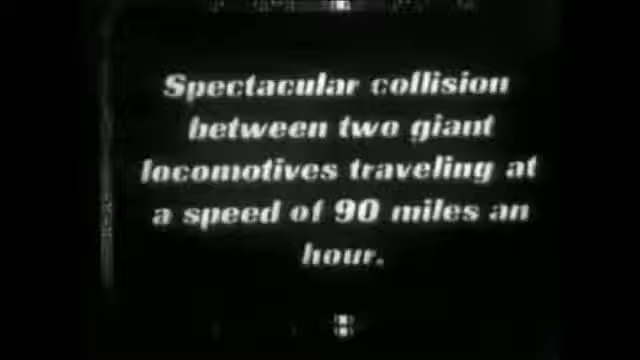 Spectacular collision
between two giant
locomotives traveling at
a speed of 90 miles an
hour.